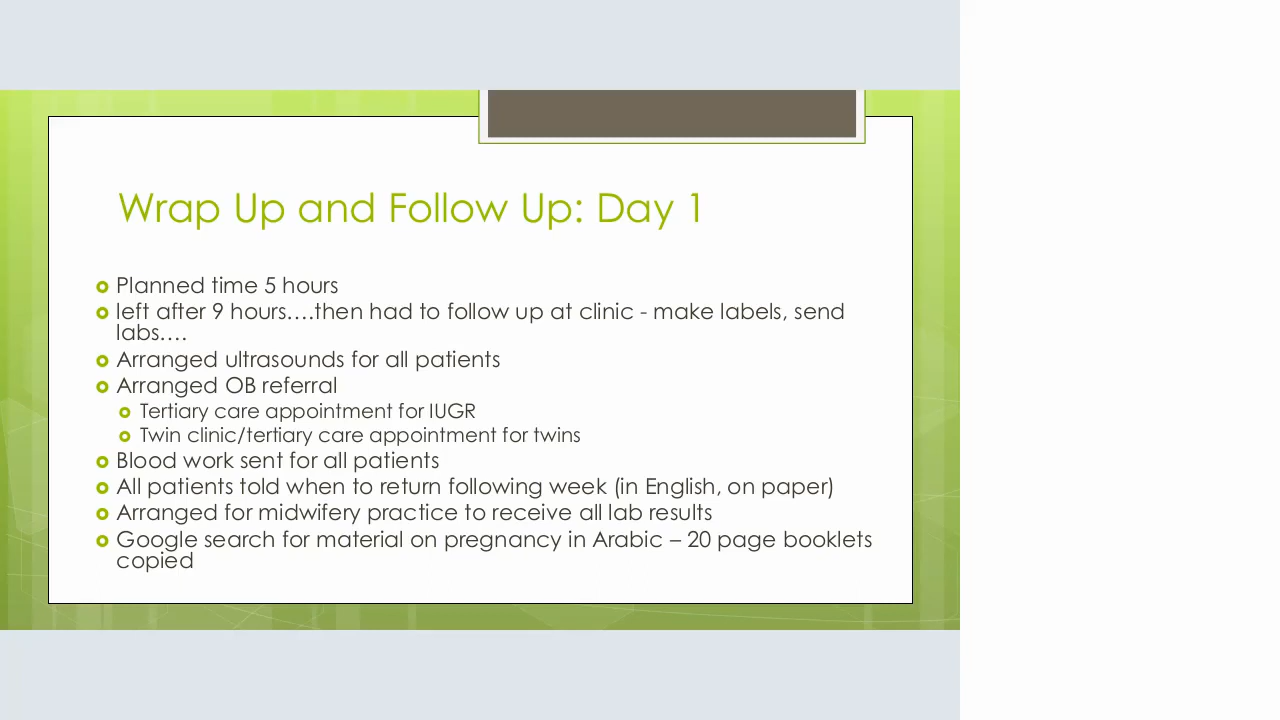 Wrap Up and Follow Up: Day 1
Planned time 5 hours
left after 9 hours….then had to follow up at clinic - make labels, send
labs….
Arranged ultrasounds for all patients
Arranged OB referral
Tertiary care appointment for IUGR
Twin clinic/tertiary care appointment for twins
Blood work sent for all patients
All patients told when to return following week (in English, on paper)
Arranged for midwifery practice to receive all lab results
Google search for material on pregnancy in Arabic – 20 page booklets
copied